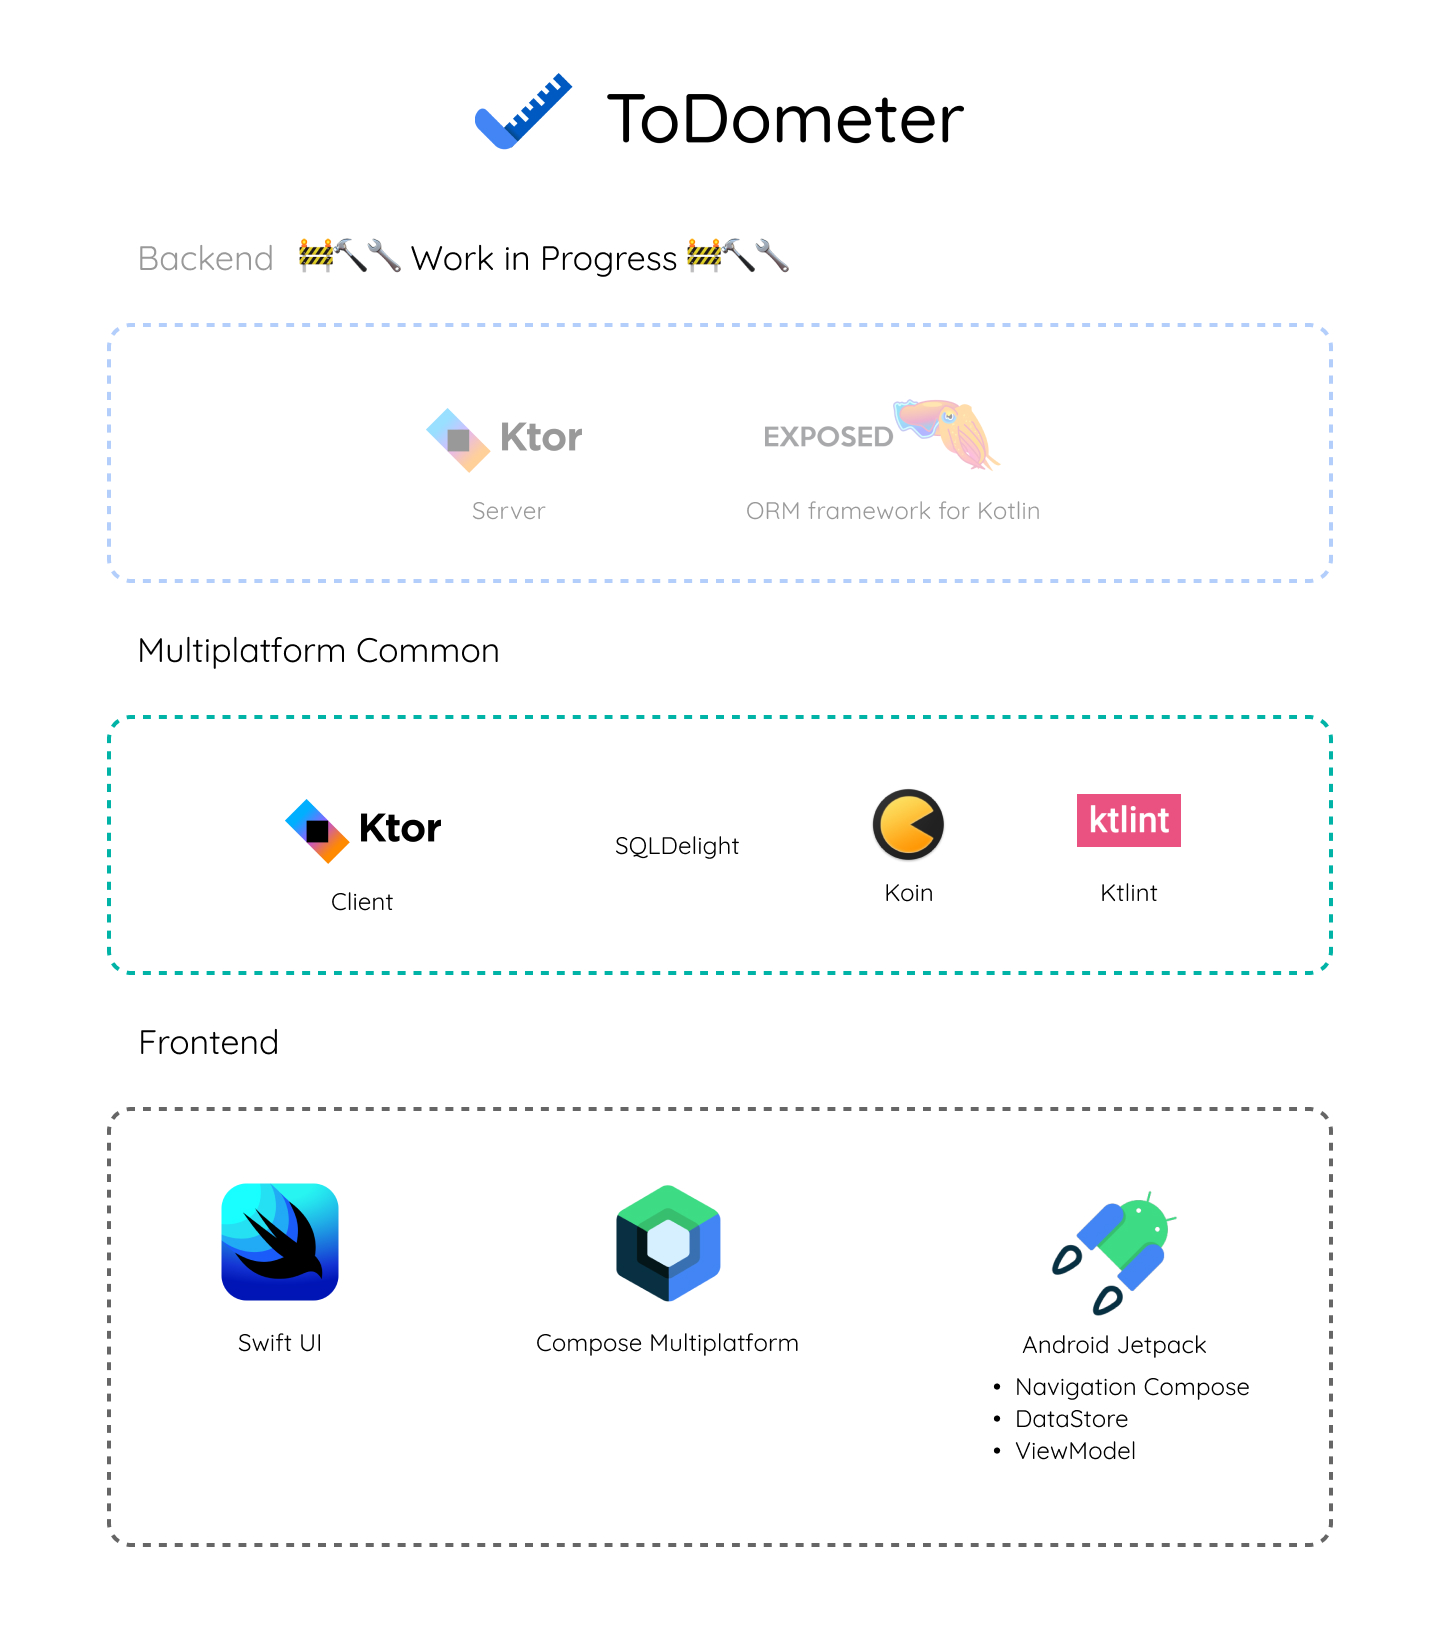 ToDometer
Backend 🚧🔨🔧 Work in Progress 🚧🔨🔧
Ktor
Server
EXPOSED
ORM framework for Kotlin
Multiplatform Common
Ktor
Client
SQLDelight
Koin
ktlint
Ktlint
Frontend
Swift UI
Compose Multiplatform
Android Jetpack
• Navigation Compose
• DataStore
• ViewModel